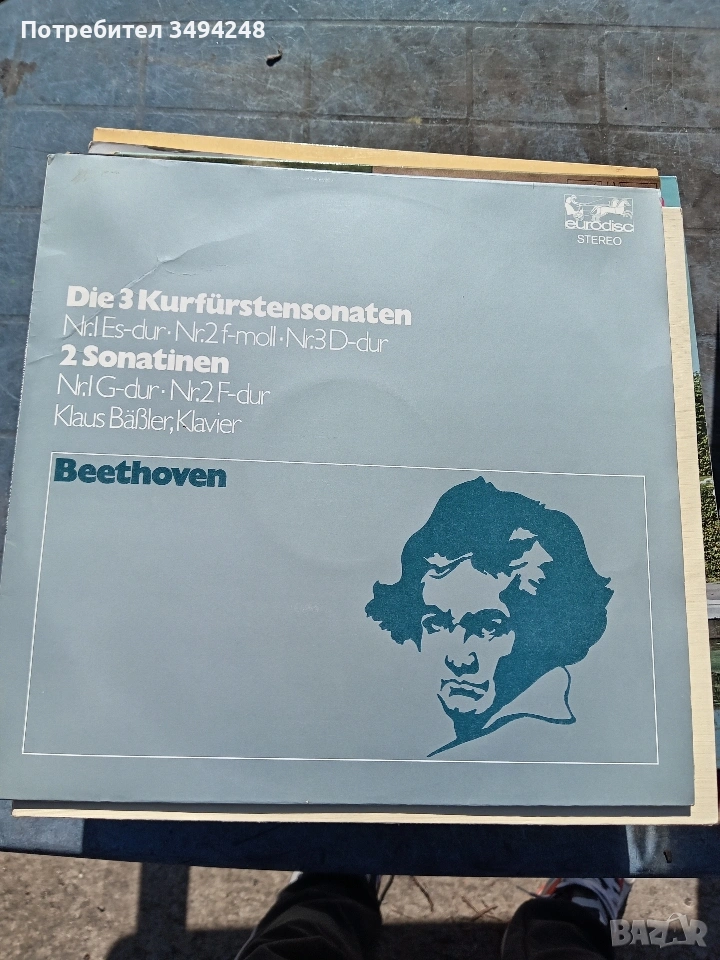 Потребител 3494248
eurodisc
STEREO
Die 3 Kurfürstensonaten
Nr.1 Es-dur · Nr.2 f-moll · Nr.3 D-dur
2 Sonatinen
Nr.1 G-dur · Nr.2 F-dur
Klaus Bäßler, Klavier
Beethoven
BAZAR